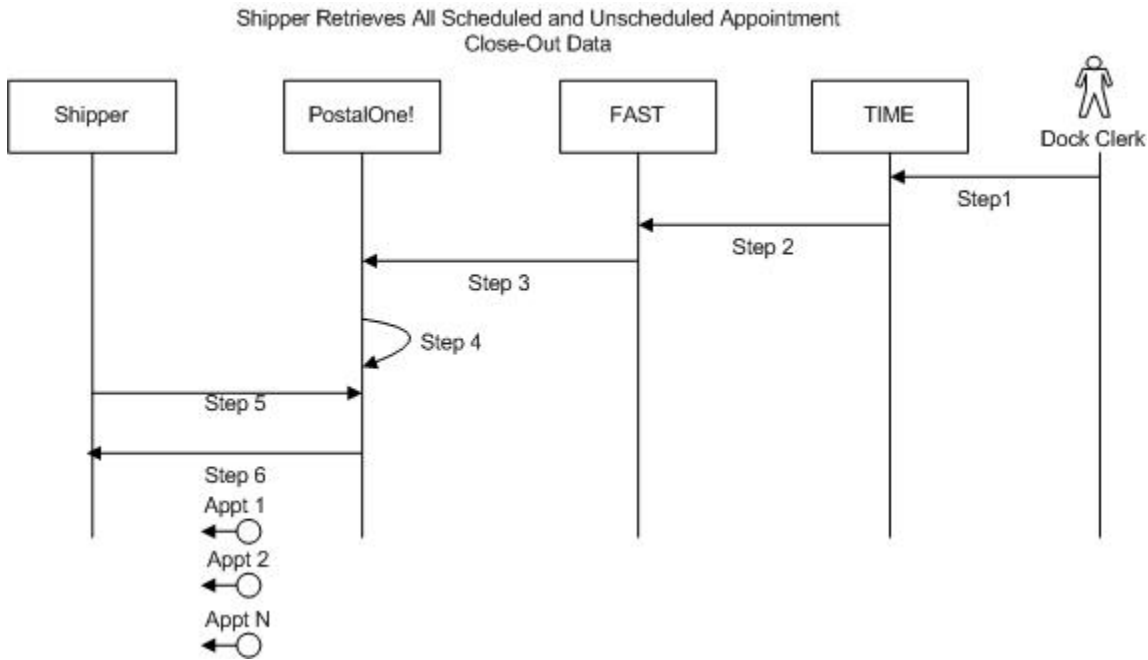 Shipper Retrieves All Scheduled and Unscheduled Appointment
Close-Out Data
Shipper
PostalOne!
FAST
TIME
Dock Clerk
Step1
Step 2
Step 3
Step 4
Step 5
Step 6
Appt 1
Appt 2
Appt N